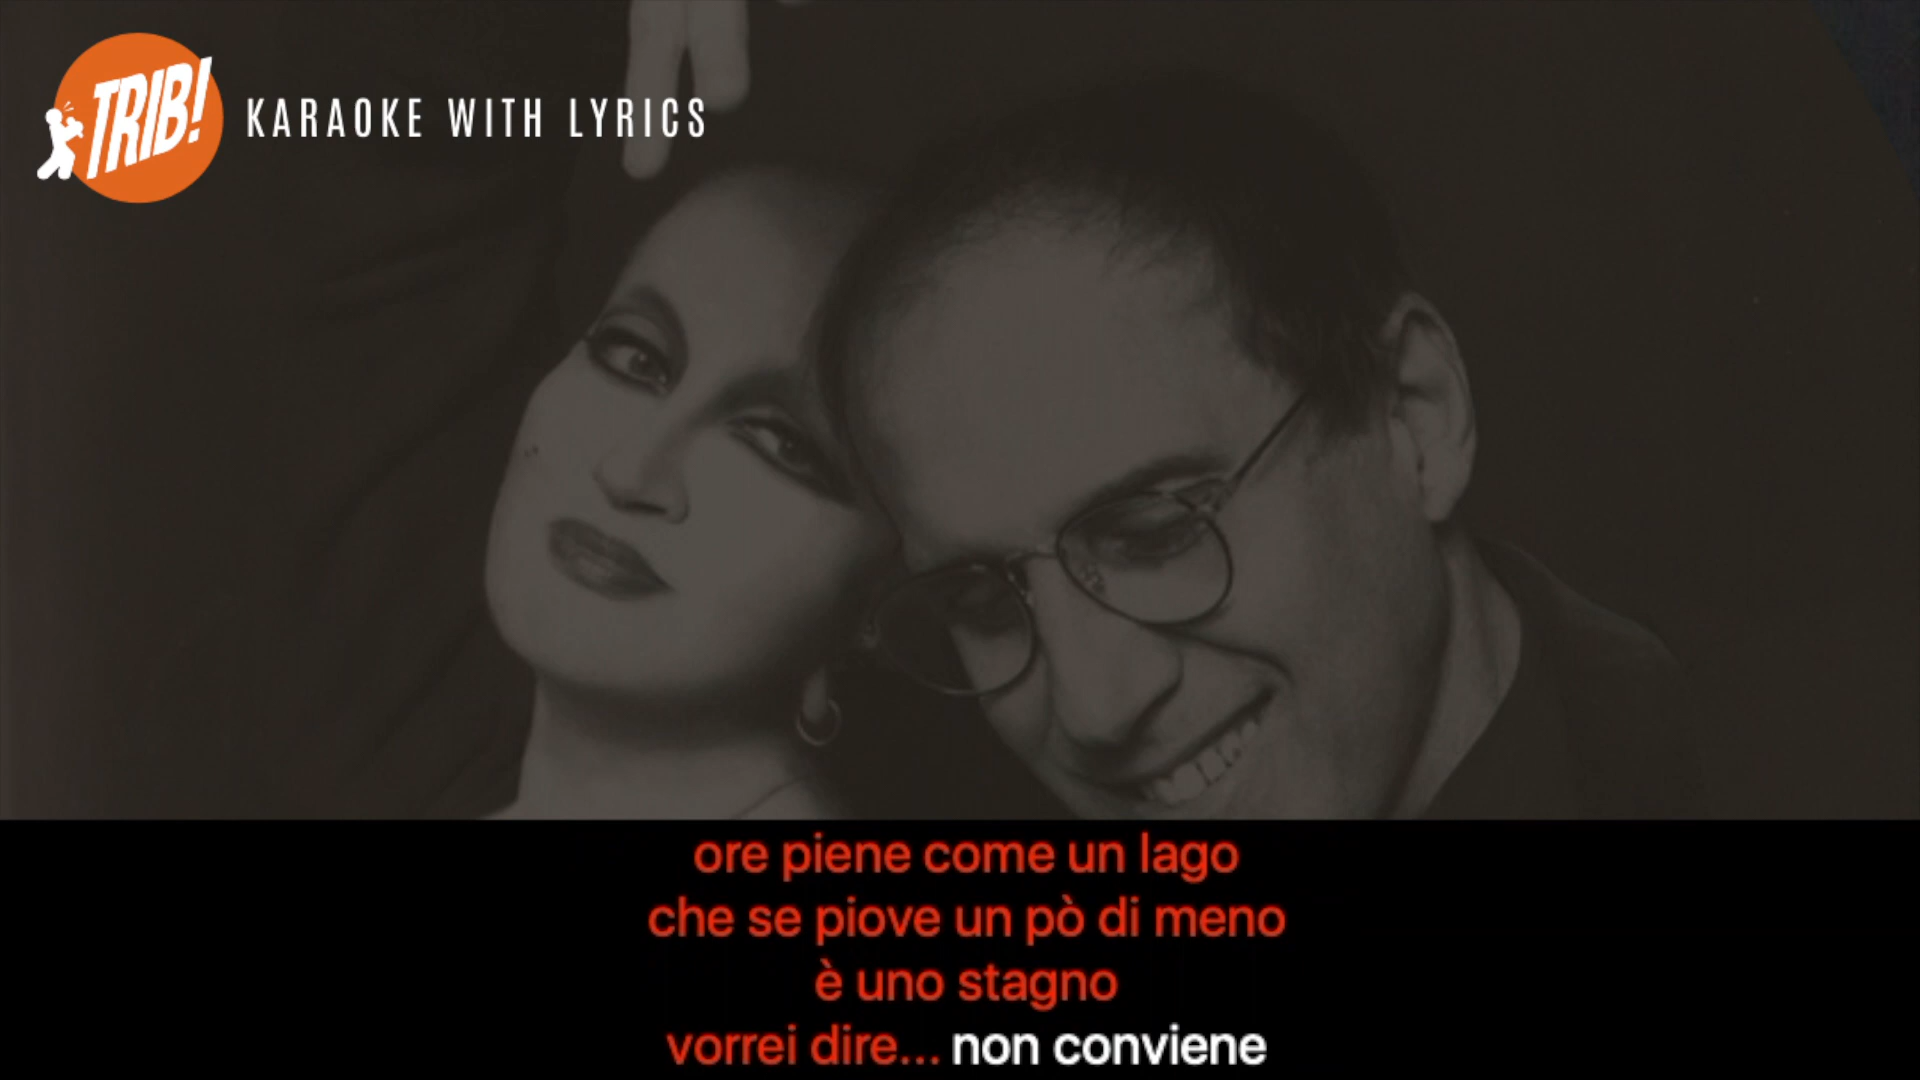 TRIB!
KARAOKE WITH LYRICS
ore piene come un lago
che se piove un pò di meno
è uno stagno
vorrei dire... non conviene